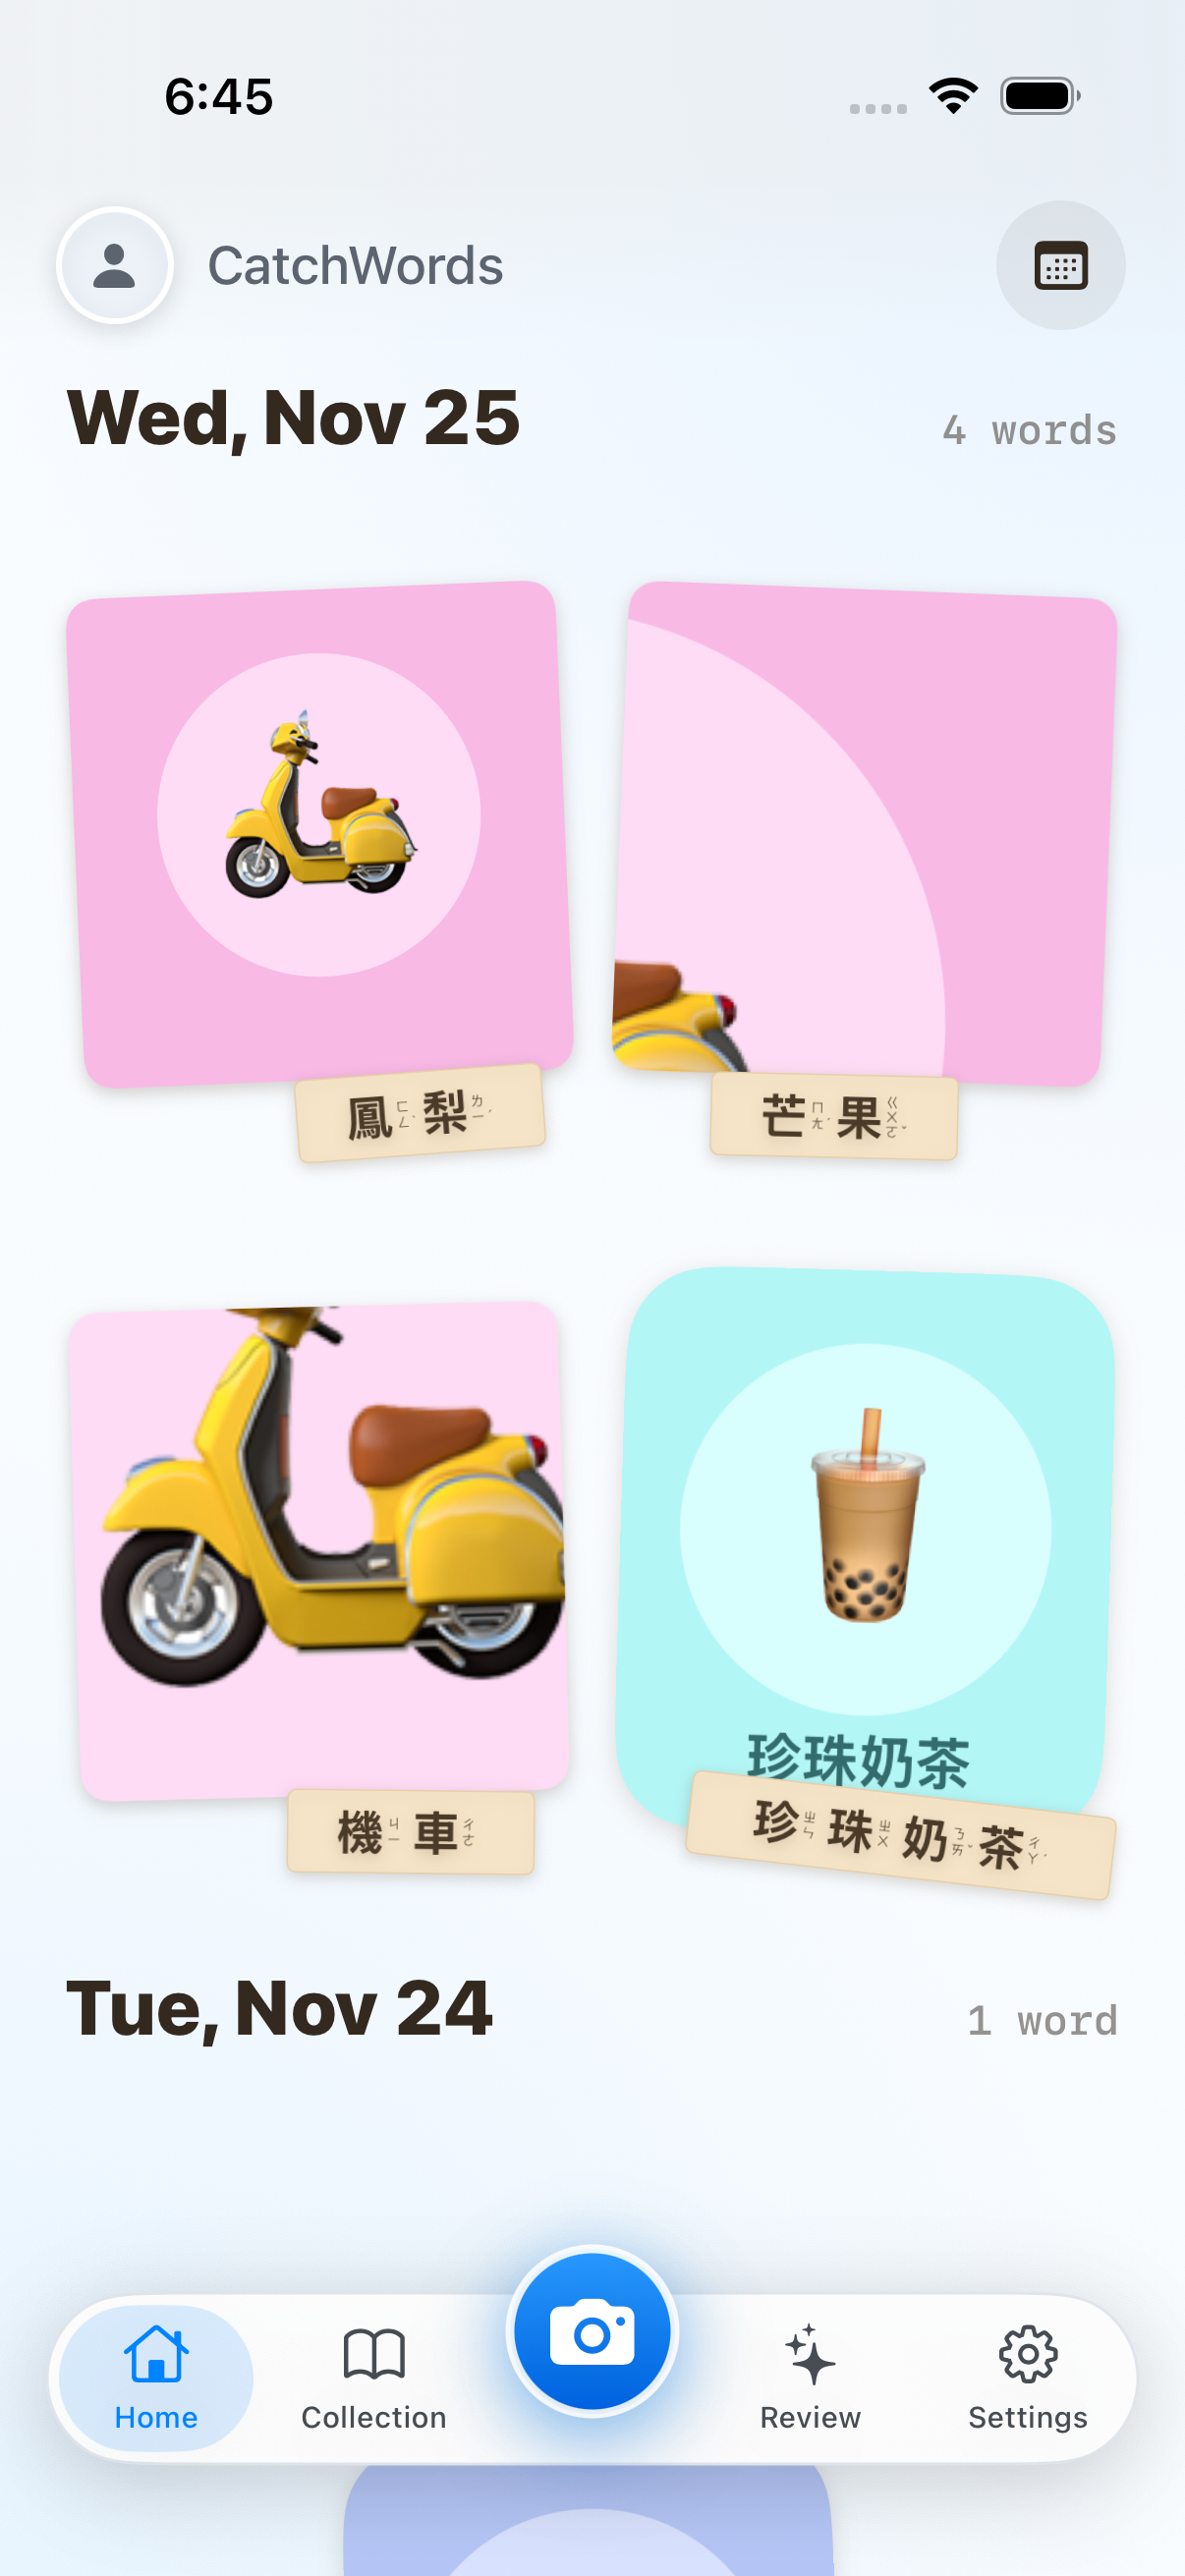 6:45
CatchWords
Wed, Nov 25
4 words
鳳ㄈㄥˋ梨ㄌㄧˊ
芒ㄇㄤˊ果ㄍㄨㄛˇ
機ㄐㄧ車ㄔㄜ
珍珠奶茶
珍ㄓㄣ珠ㄓㄨ奶ㄋㄞˇ茶ㄔㄚˊ
Tue, Nov 24
1 word
Home
Collection
Review
Settings